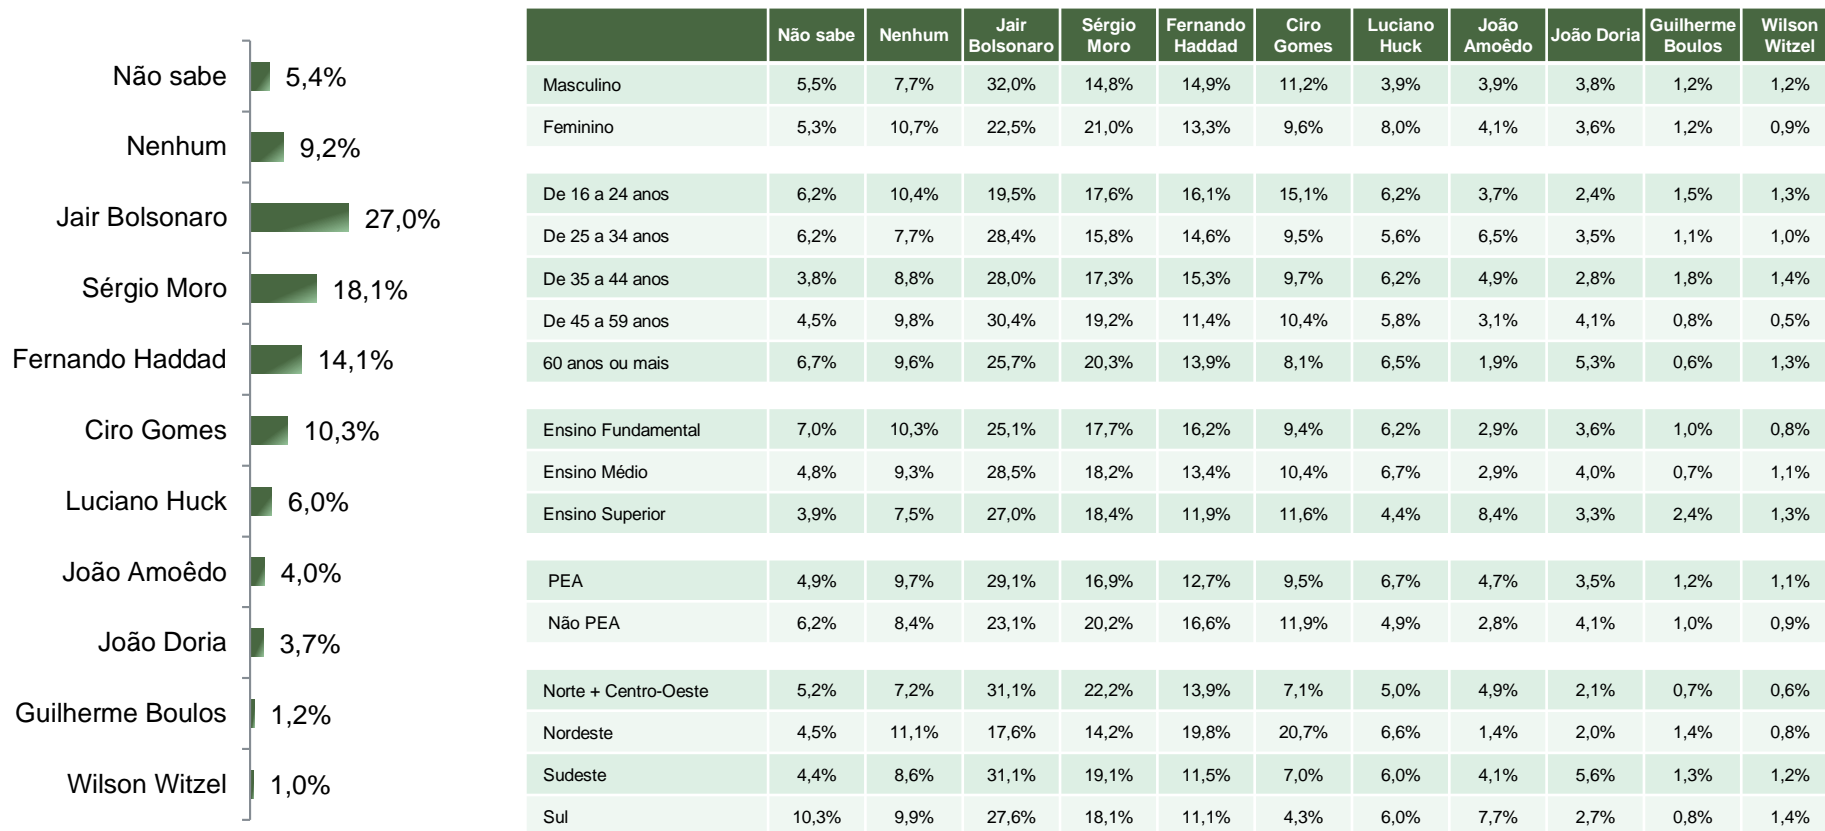 Não sabe 5,4%
Nenhum 9,2%
Jair Bolsonaro 27,0%
Sérgio Moro 18,1%
Fernando Haddad 14,1%
Ciro Gomes 10,3%
Luciano Huck 6,0%
João Amoêdo 4,0%
João Doria 3,7%
Guilherme Boulos 1,2%
Wilson Witzel 1,0%
Não sabe Nenhum Jair Bolsonaro Sérgio Moro Fernando Haddad Ciro Gomes Luciano Huck João Amoêdo João Doria Guilherme Boulos Wilson Witzel
Masculino 5,5% 7,7% 32,0% 14,8% 14,9% 11,2% 3,9% 3,9% 3,8% 1,2% 1,2%
Feminino 5,3% 10,7% 22,5% 21,0% 13,3% 9,6% 8,0% 4,1% 3,6% 1,2% 0,9%
De 16 a 24 anos 6,2% 10,4% 19,5% 17,6% 16,1% 15,1% 6,2% 3,7% 2,4% 1,5% 1,3%
De 25 a 34 anos 6,2% 7,7% 28,4% 15,8% 14,6% 9,5% 5,6% 6,5% 3,5% 1,1% 1,0%
De 35 a 44 anos 3,8% 8,8% 28,0% 17,3% 15,3% 9,7% 6,2% 4,9% 2,8% 1,8% 1,4%
De 45 a 59 anos 4,5% 9,8% 30,4% 19,2% 11,4% 10,4% 5,8% 3,1% 4,1% 0,8% 0,5%
60 anos ou mais 6,7% 9,6% 25,7% 20,3% 13,9% 8,1% 6,5% 1,9% 5,3% 0,6% 1,3%
Ensino Fundamental 7,0% 10,3% 25,1% 17,7% 16,2% 9,4% 6,2% 2,9% 3,6% 1,0% 0,8%
Ensino Médio 4,8% 9,3% 28,5% 18,2% 13,4% 10,4% 6,7% 2,9% 4,0% 0,7% 1,1%
Ensino Superior 3,9% 7,5% 27,0% 18,4% 11,9% 11,6% 4,4% 8,4% 3,3% 2,4% 1,3%
PEA 4,9% 9,7% 29,1% 16,9% 12,7% 9,5% 6,7% 4,7% 3,5% 1,2% 1,1%
Não PEA 6,2% 8,4% 23,1% 20,2% 16,6% 11,9% 4,9% 2,8% 4,1% 1,0% 0,9%
Norte + Centro-Oeste 5,2% 7,2% 31,1% 22,2% 13,9% 7,1% 5,0% 4,9% 2,1% 0,7% 0,6%
Nordeste 4,5% 11,1% 17,6% 14,2% 19,8% 20,7% 6,6% 1,4% 2,0% 1,4% 0,8%
Sudeste 4,4% 8,6% 31,1% 19,1% 11,5% 7,0% 6,0% 4,1% 5,6% 1,3% 1,2%
Sul 10,3% 9,9% 27,6% 18,1% 11,1% 4,3% 6,0% 7,7% 2,7% 0,8% 1,4%